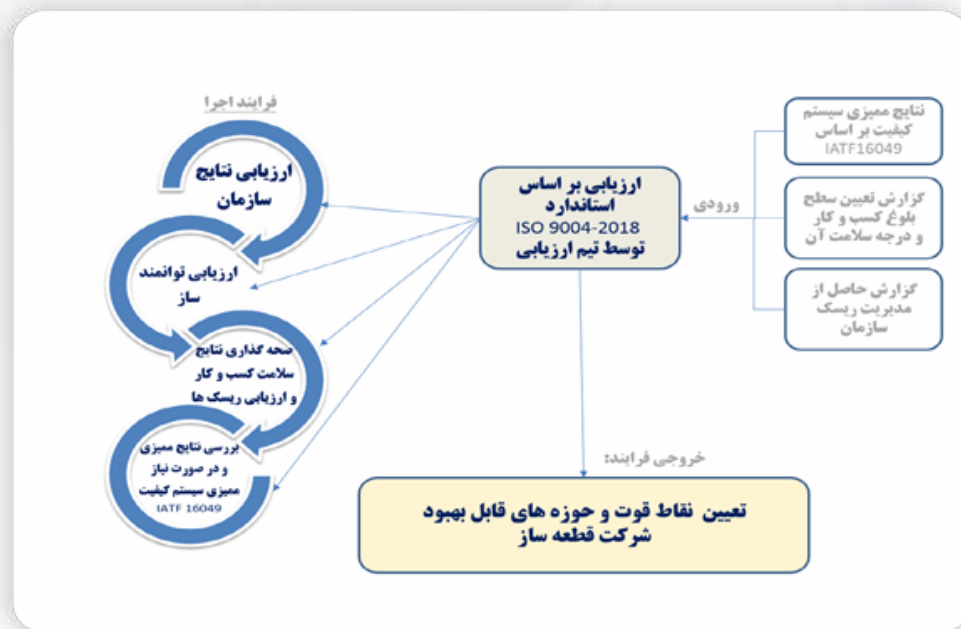 نتایج ممیزی سیستم
کیفیت بر اساس
IATF16049
گزارش تعیین سطح
بلوغ کسب و کار
و درجه سلامت آن
گزارش حاصل از
مدیریت ریسک
سازمان
ورودی
ارزیابی بر اساس
استاندارد
ISO 9004-2018
توسط تیم ارزیابی
فرایند اجرا
ارزیابی نتایج
سازمان
ارزیابی توانمند
ساز
صحه گذاری نتایج
سلامت کسب و کار
و ارزیابی ریسک ها
بررسی نتایج ممیزی
و در صورت نیاز
ممیزی سیستم کیفیت
IATF 16049
خروجی فرایند:
تعیین نقاط قوت و حوزه های قابل بهبود
شرکت قطعه ساز